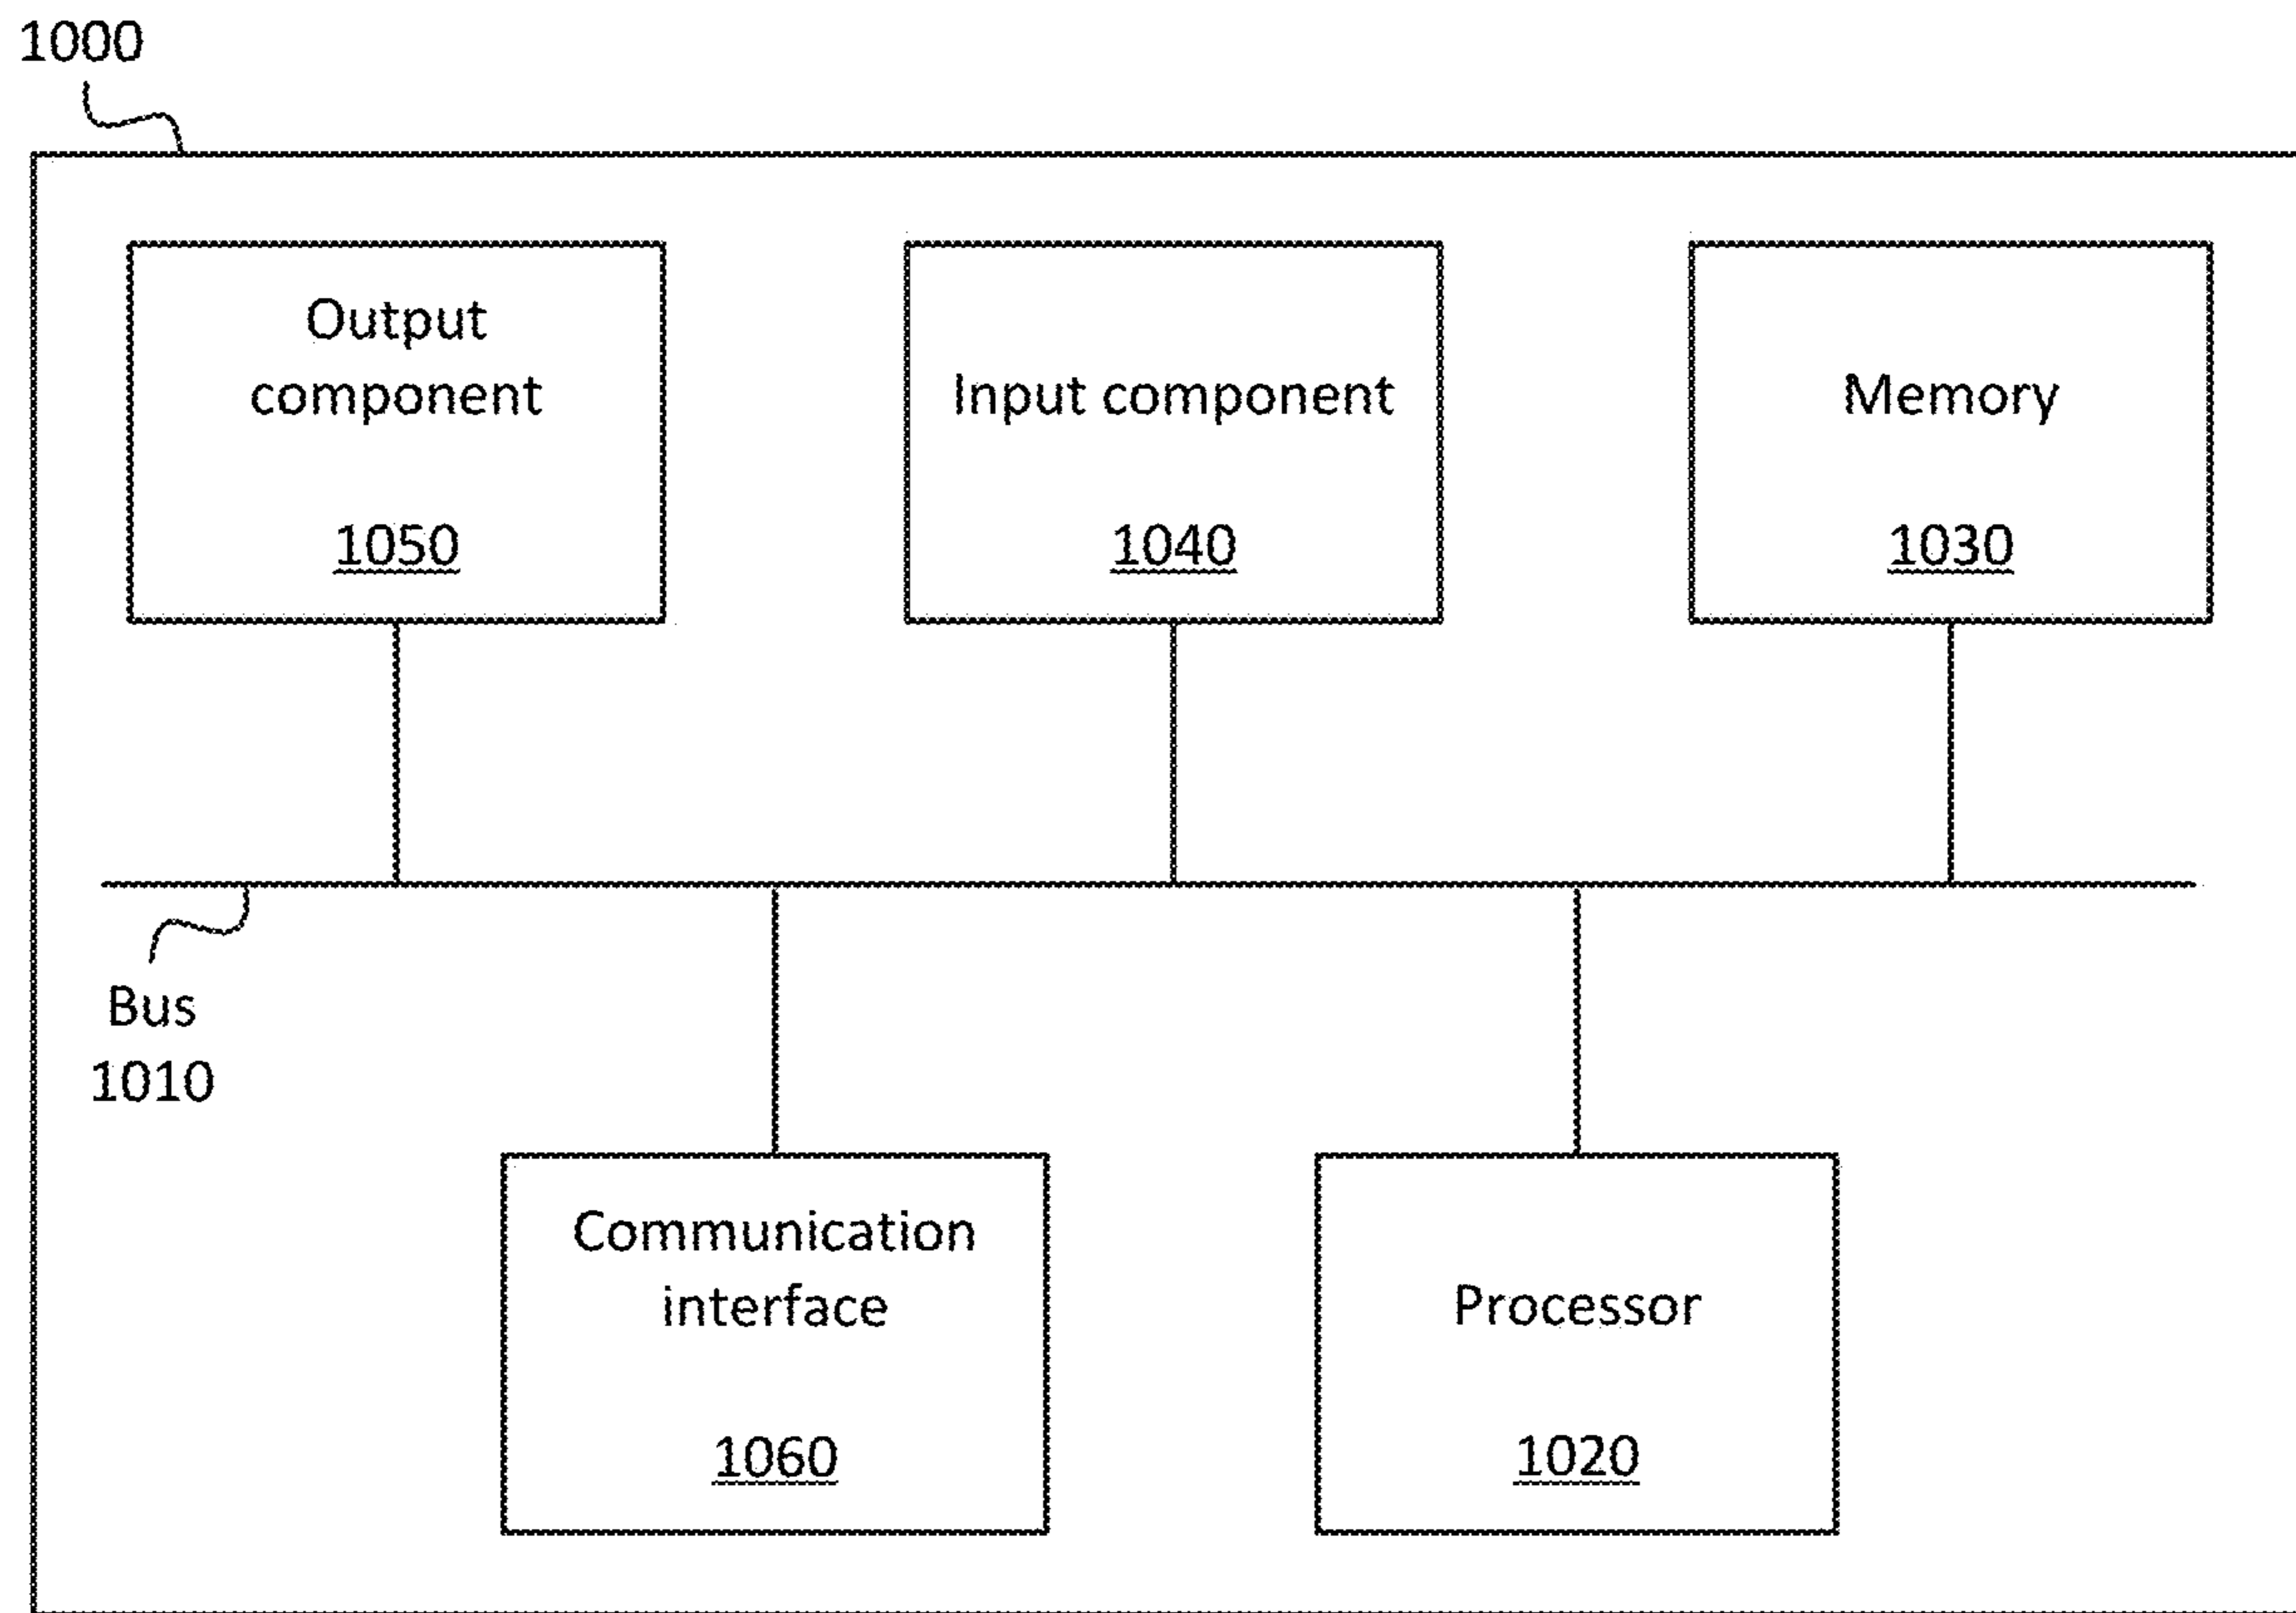 1000
Output
component
1050
Input component
1040
Memory
1030
Bus
1010
Communication
interface
1060
Processor
1020